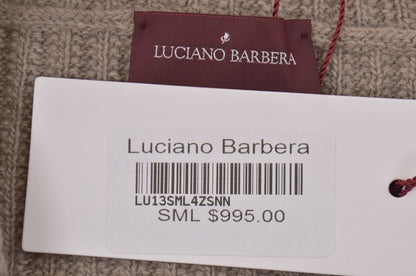 LUCIANO BARBERA
Luciano Barbera
LU13SML4ZSNN
SML $995.00